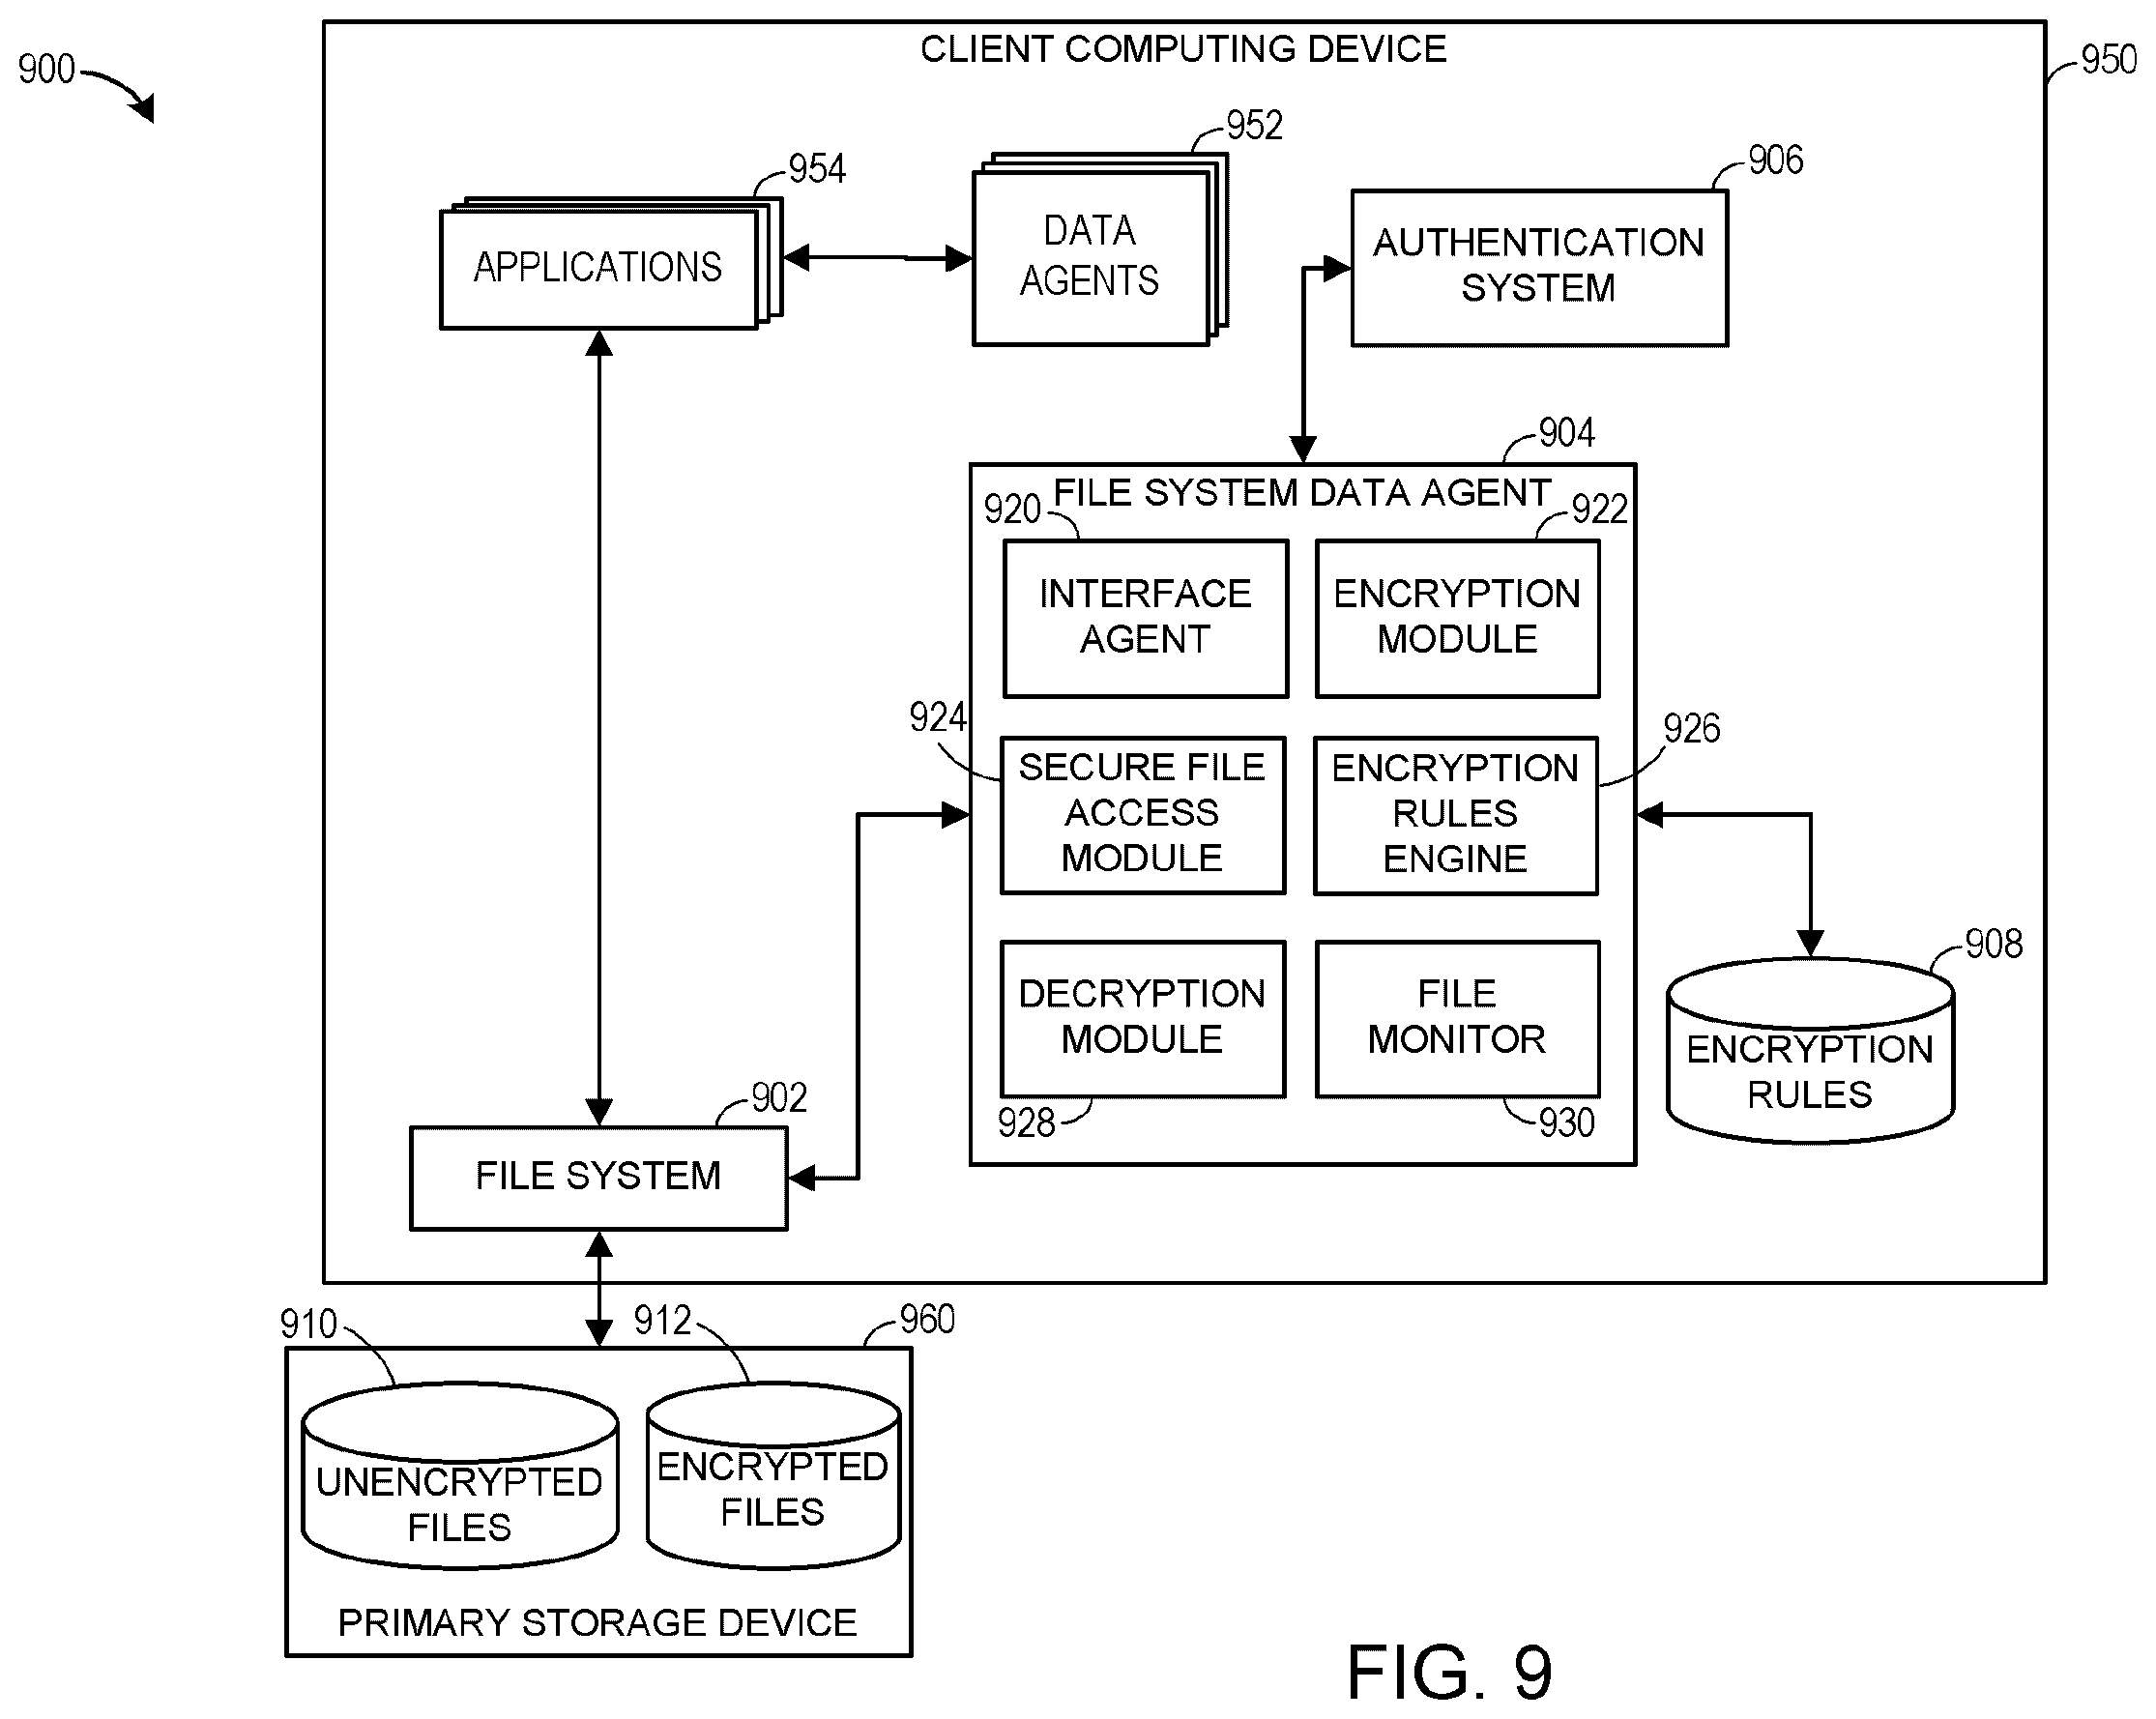 CLIENT COMPUTING DEVICE
950
900
952
954
906
DATA
AGENTS
AUTHENTICATION
SYSTEM
APPLICATIONS
904
FILE SYSTEM DATA AGENT
920
922
INTERFACE
AGENT
ENCRYPTION
MODULE
924
926
SECURE FILE
ACCESS
MODULE
ENCRYPTION
RULES
ENGINE
908
DECRYPTION
MODULE
FILE
MONITOR
ENCRYPTION
RULES
928
930
902
FILE SYSTEM
910
912
960
UNENCRYPTED
FILES
ENCRYPTED
FILES
PRIMARY STORAGE DEVICE
FIG. 9